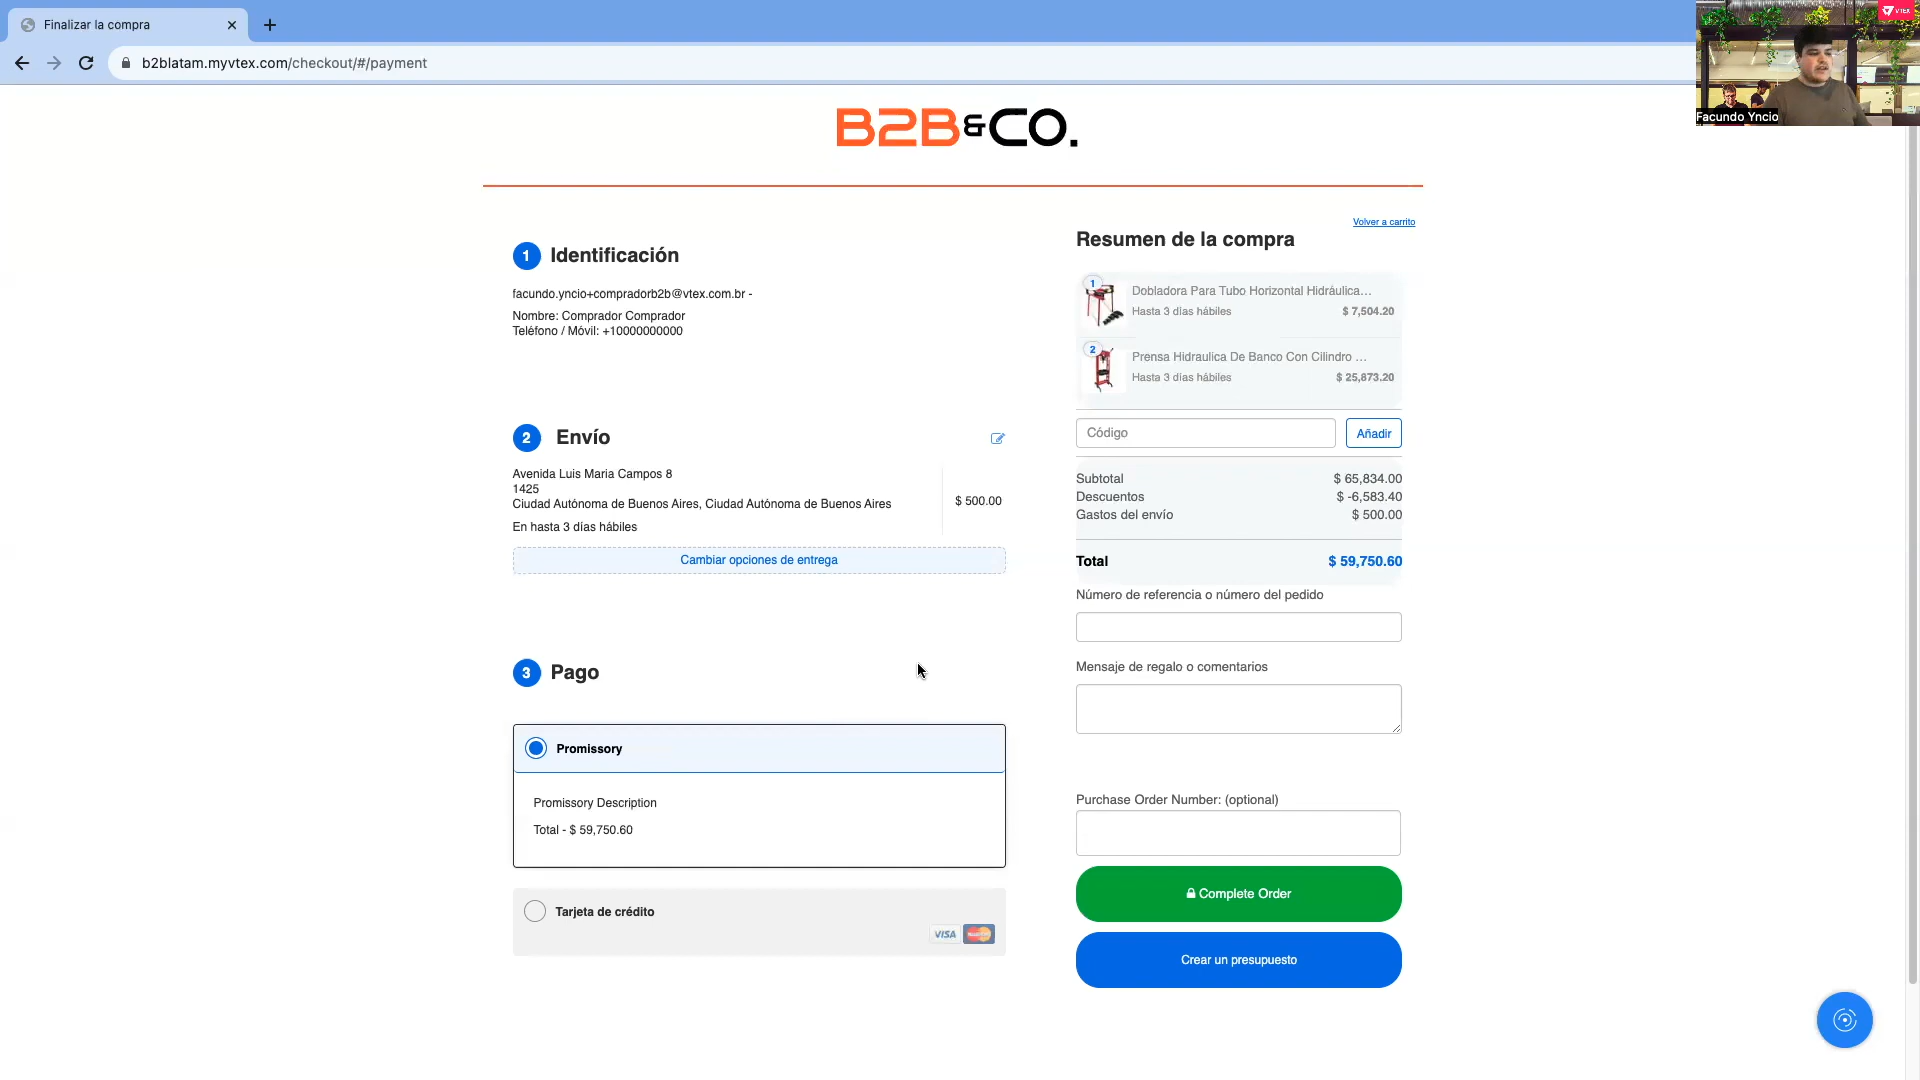 Finalizar la compra
b2blatam.myvtex.com/checkout/#/payment
VTEX
Facundo Yncio
B2B&CO.
Volver a carrito
1 Identificación
facundo.yncio+compradorb2b@vtex.com.br -
Nombre: Comprador Comprador
Teléfono / Móvil: +10000000000
2 Envío
Avenida Luis Maria Campos 8
1425
Ciudad Autónoma de Buenos Aires, Ciudad Autónoma de Buenos Aires
$ 500.00
En hasta 3 días hábiles
Cambiar opciones de entrega
3 Pago
Promissory
Promissory Description
Total - $ 59,750.60
Tarjeta de crédito
VISA
Resumen de la compra
1
Dobladora Para Tubo Horizontal Hidráulica...
Hasta 3 días hábiles $ 7,504.20
2
Prensa Hidraulica De Banco Con Cilindro ...
Hasta 3 días hábiles $ 25,873.20
Código
Añadir
Subtotal $ 65,834.00
Descuentos $ -6,583.40
Gastos del envío $ 500.00
Total $ 59,750.60
Número de referencia o número del pedido
Mensaje de regalo o comentarios
Purchase Order Number: (optional)
Complete Order
Crear un presupuesto